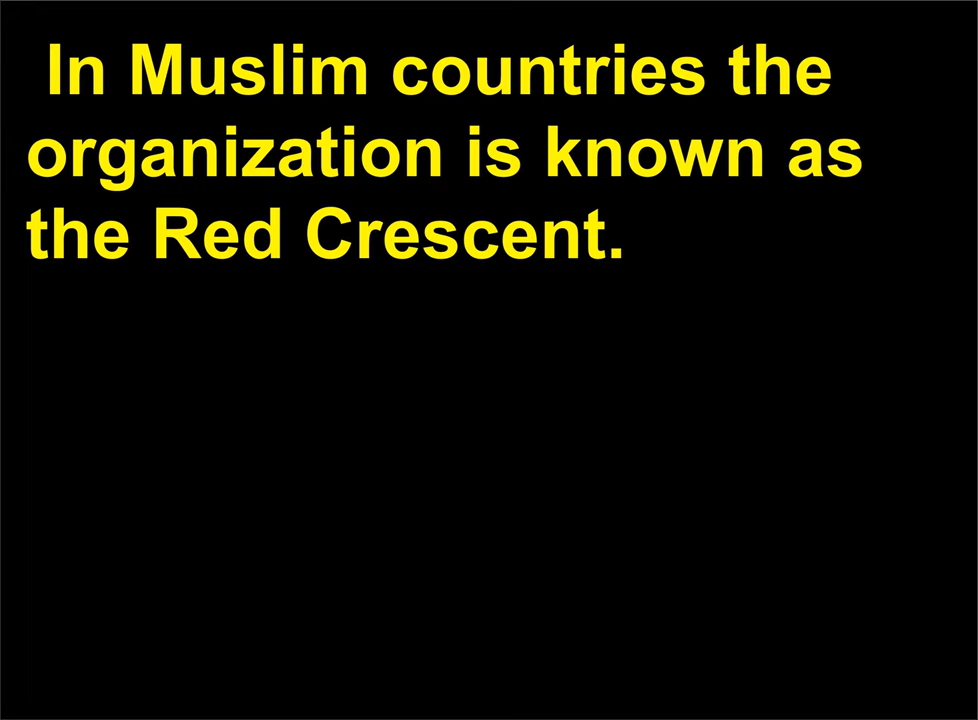 In Muslim countries the
organization is known as
the Red Crescent.